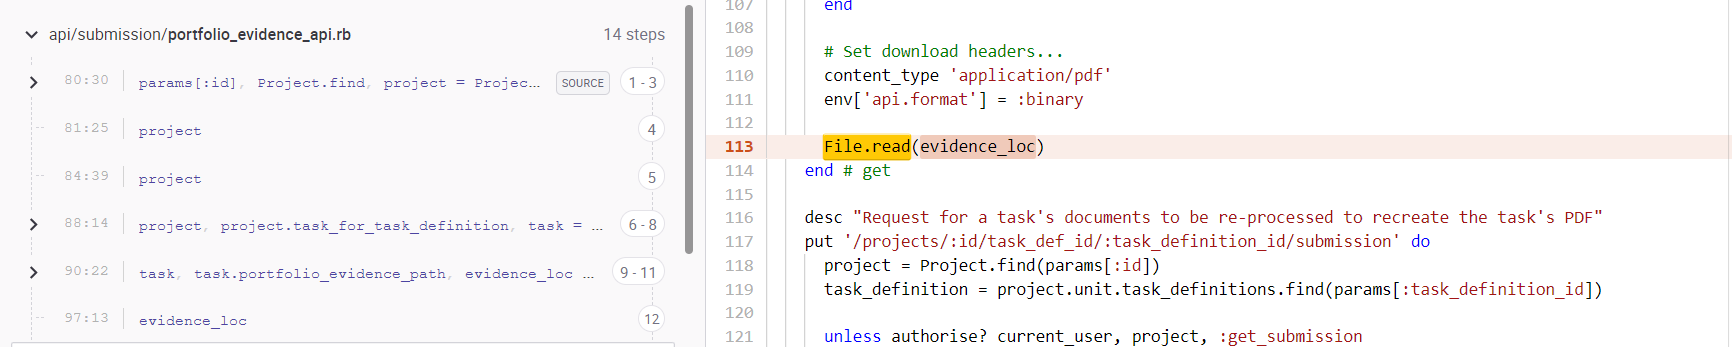 api/submission/portfolio_evidence_api.rb 14 steps
80:30 params[:id], Project.find, project = Projec... SOURCE 1 - 3
81:25 project 4
84:39 project 5
88:14 project, project.task_for_task_definition, task = ... 6 - 8
90:22 task, task.portfolio_evidence_path, evidence_loc ... 9 - 11
97:13 evidence_loc 12
107 end
108
109 # Set download headers...
110 content_type 'application/pdf'
111 env['api.format'] = :binary
112
113 File.read(evidence_loc)
114 end # get
115
116 desc "Request for a task's documents to be re-processed to recreate the task's PDF"
117 put '/projects/:id/task_def_id/:task_definition_id/submission' do
118 project = Project.find(params[:id])
119 task_definition = project.unit.task_definitions.find(params[:task_definition_id])
120
121 unless authorise? current_user, project, :get_submission